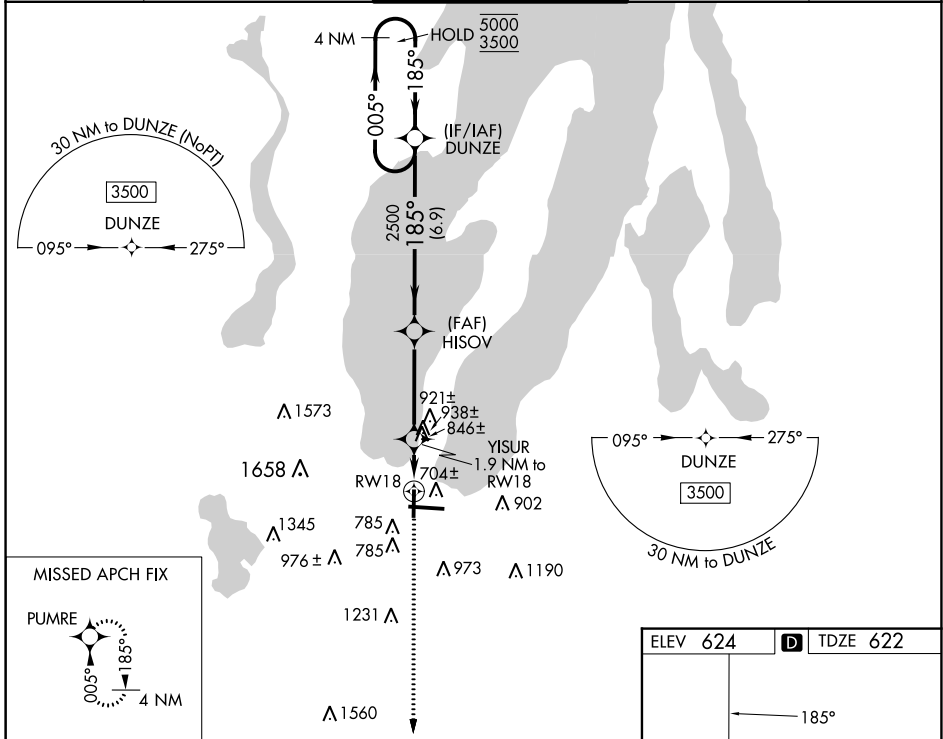 4 NM
HOLD 5000
3500
005°
185°
(IF/IAF)
DUNZE
30 NM to DUNZE (NoPT)
3500
DUNZE
095°
275°
2500
185°
(6.9)
(FAF)
HISOV
1573
921±
938±
846±
YISUR
1.9 NM to
RW18
1658
RW18
704±
902
1345
785
976 ±
785
973
1190
1231
1560
095°
275°
DUNZE
3500
30 NM to DUNZE
MISSED APCH FIX
PUMRE
005°
185°
4 NM
ELEV 624 D TDZE 622
185°